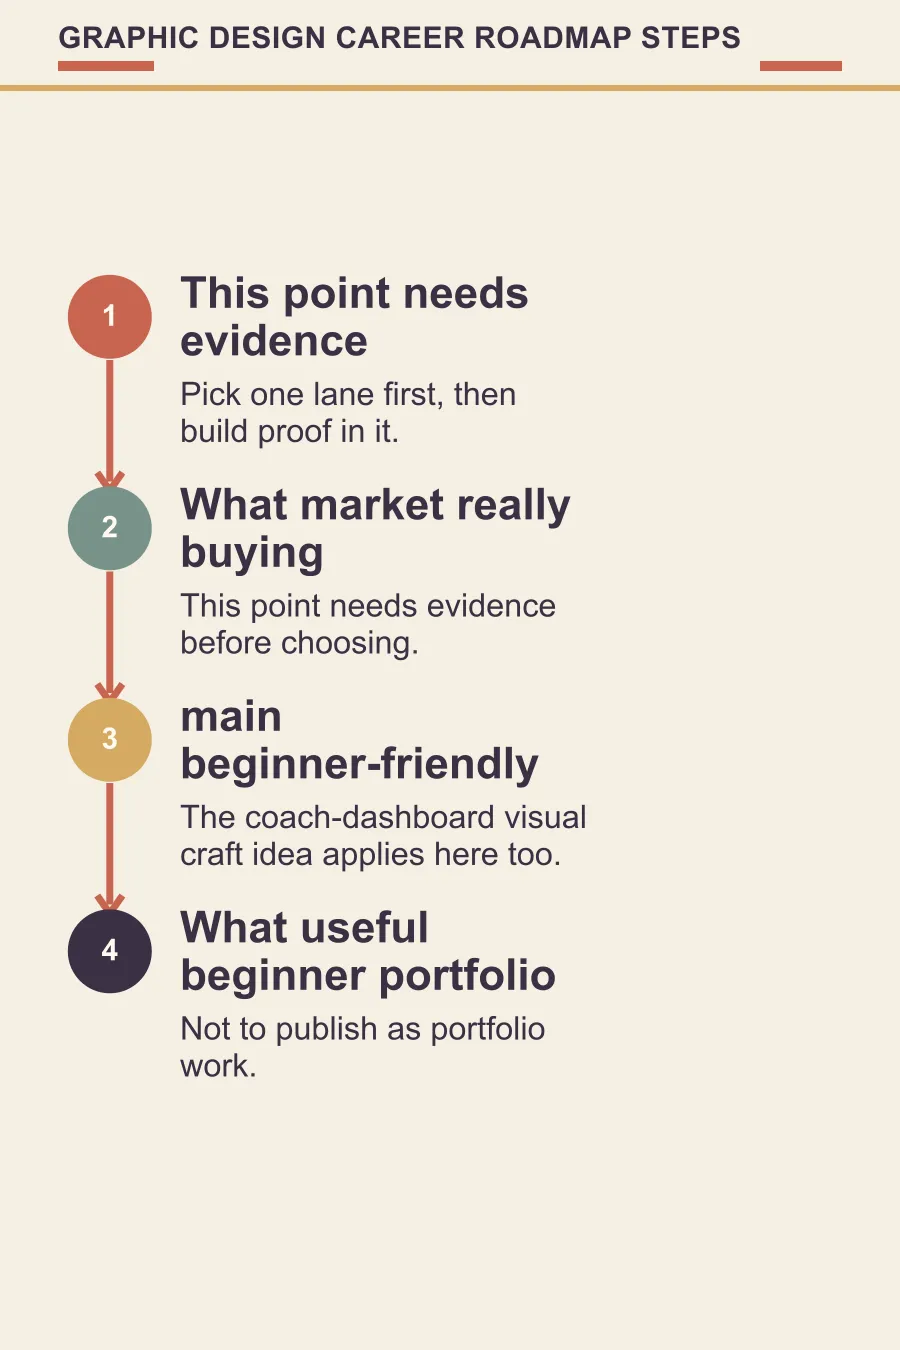 GRAPHIC DESIGN CAREER ROADMAP STEPS
1
This point needs
evidence
Pick one lane first, then
build proof in it.
2
What market really
buying
This point needs evidence
before choosing.
3
main
beginner-friendly
The coach-dashboard visual
craft idea applies here too.
4
What useful
beginner portfolio
Not to publish as portfolio
work.